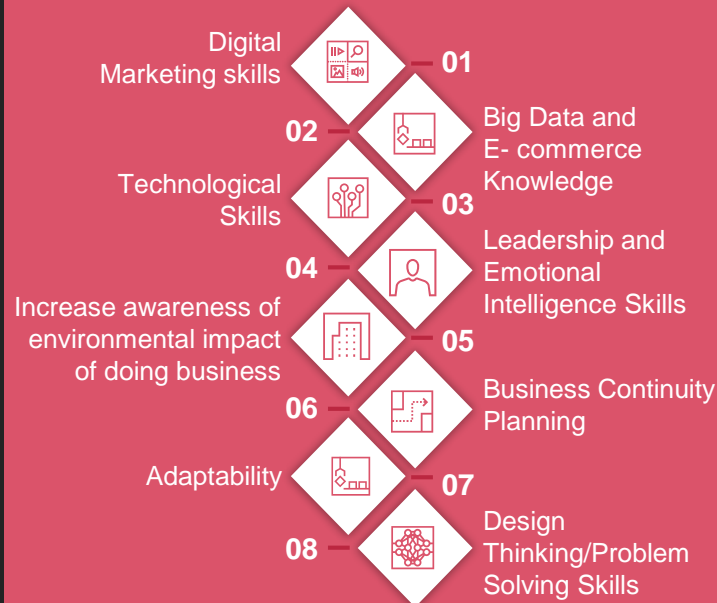 Digital
Marketing skills
01
02
Big Data and
E- commerce
Knowledge
Technological
Skills
03
04
Leadership and
Emotional
Intelligence Skills
Increase awareness of
environmental impact
of doing business
05
06
Business Continuity
Planning
Adaptability
07
08
Design
Thinking/Problem
Solving Skills